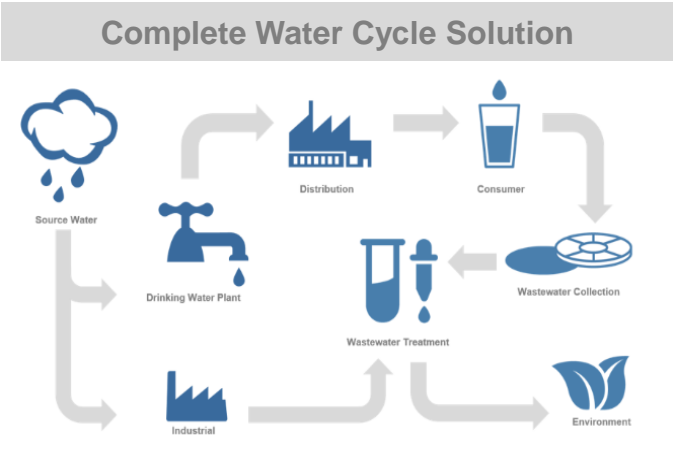 Complete Water Cycle Solution
Distribution
Consumer
Source Water
Drinking Water Plant
Wastewater Collection
Wastewater Treatment
Industrial
Environment